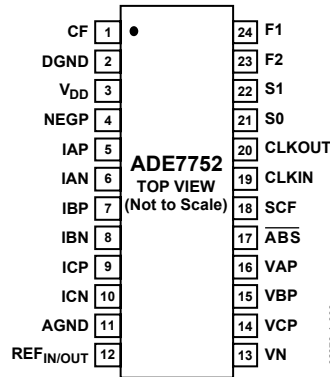 CF 1 24 F1
DGND 2 23 F2
VDD 3 22 S1
NEGP 4 21 S0
IAP 5 20 CLKOUT
IAN 6 19 CLKIN
IBP 7 18 SCF
IBN 8 17 ABS
ICP 9 16 VAP
ICN 10 15 VBP
AGND 11 14 VCP
REFIN/OUT 12 13 VN
ADE7752
TOP VIEW
(Not to Scale)